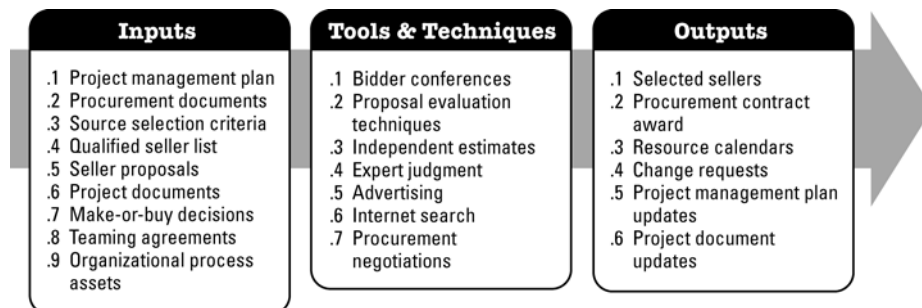 Inputs
.1 Project management plan
.2 Procurement documents
.3 Source selection criteria
.4 Qualified seller list
.5 Seller proposals
.6 Project documents
.7 Make-or-buy decisions
.8 Teaming agreements
.9 Organizational process
assets
Tools & Techniques
.1 Bidder conferences
.2 Proposal evaluation
techniques
.3 Independent estimates
.4 Expert judgment
.5 Advertising
.6 Internet search
.7 Procurement
negotiations
Outputs
.1 Selected sellers
.2 Procurement contract
award
.3 Resource calendars
.4 Change requests
.5 Project management plan
updates
.6 Project document
updates